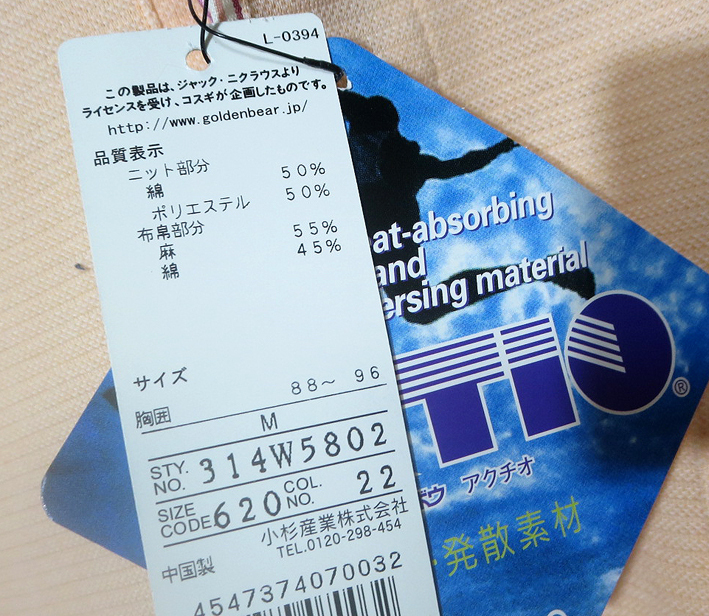 L-0394
この製品は、ジャック・ニクラウスより
ライセンスを受け、コスギが企画したものです。
http://www.goldenbear.jp/
品質表示
ニット部分
綿 50%
ポリエステル 50%
布帛部分
麻 55%
綿 45%
サイズ
胸囲 88～ 96
M
STY. NO. 314W5802
SIZE CODE 620 COL. NO. 22
小杉産業株式会社
TEL.0120-298-454
中国製
4547374070032
at-absorbing
and
ersing material
TIO®
ボウ アクチオ
発散素材